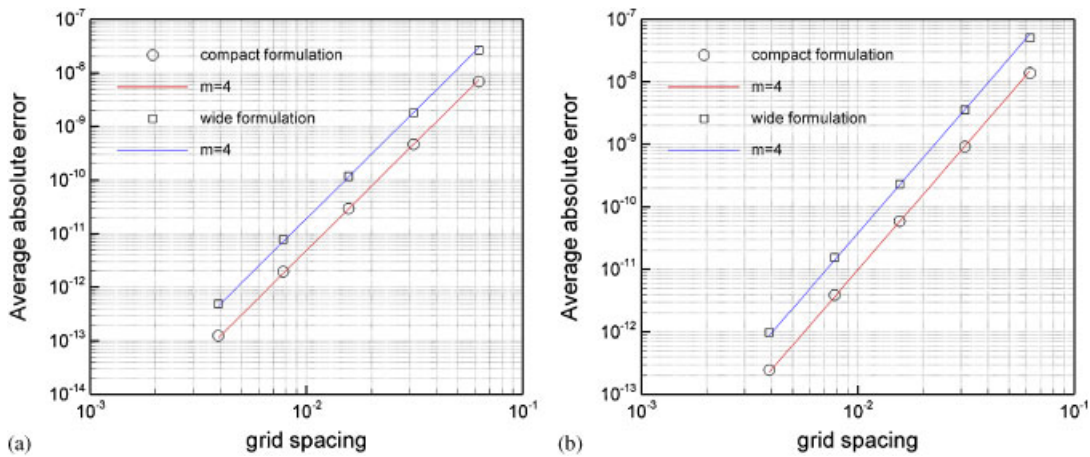 10-7
10-8
10-9
10-10
10-11
10-12
10-13
10-14
Average absolute error
compact formulation
m=4
wide formulation
m=4
10-3
10-2
10-1
grid spacing
(a)
10-7
10-8
10-9
10-10
10-11
10-12
10-13
Average absolute error
compact formulation
m=4
wide formulation
m=4
10-3
10-2
10-1
grid spacing
(b)